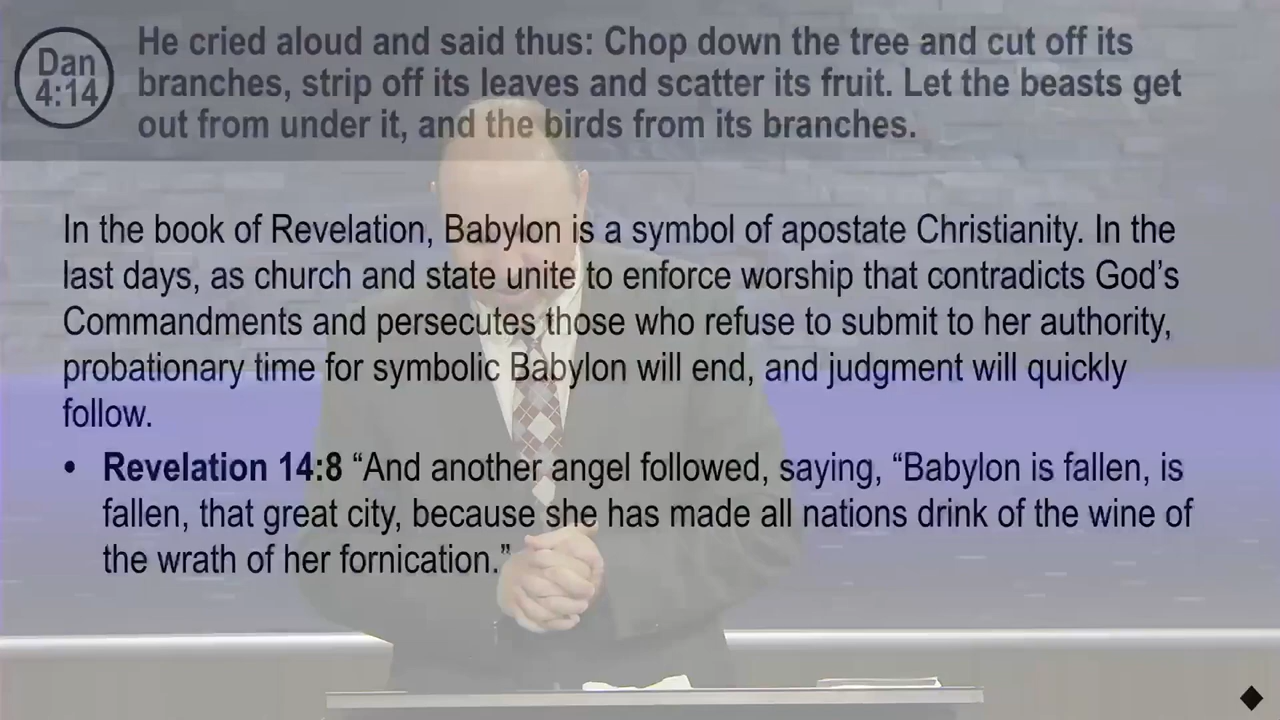 Dan
4:14
He cried aloud and said thus: Chop down the tree and cut off its
branches, strip off its leaves and scatter its fruit. Let the beasts get
out from under it, and the birds from its branches.
In the book of Revelation, Babylon is a symbol of apostate Christianity. In the
last days, as church and state unite to enforce worship that contradicts God’s
Commandments and persecutes those who refuse to submit to her authority,
probationary time for symbolic Babylon will end, and judgment will quickly
follow.
• Revelation 14:8 “And another angel followed, saying, “Babylon is fallen, is
fallen, that great city, because she has made all nations drink of the wine of
the wrath of her fornication.”